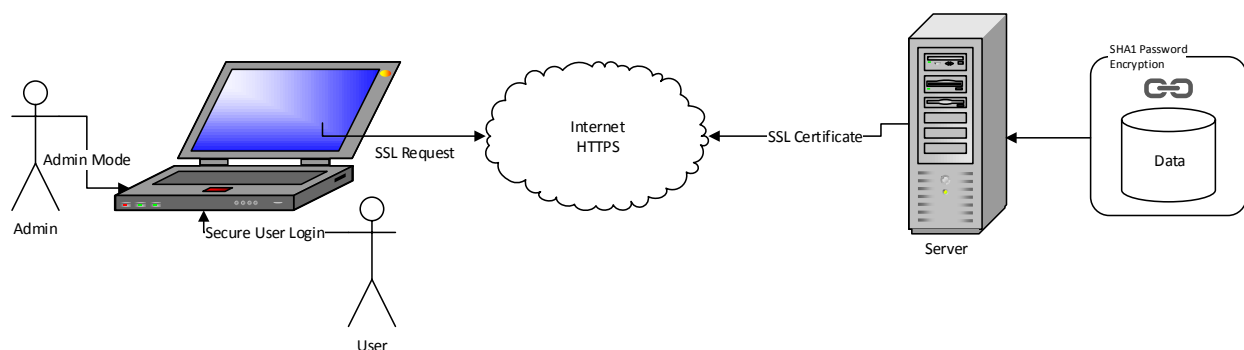 SHA1 Password
Encryption
Internet
HTTPS
SSL Request
SSL Certificate
Data
Admin Mode
Admin
Secure User Login
Server
User